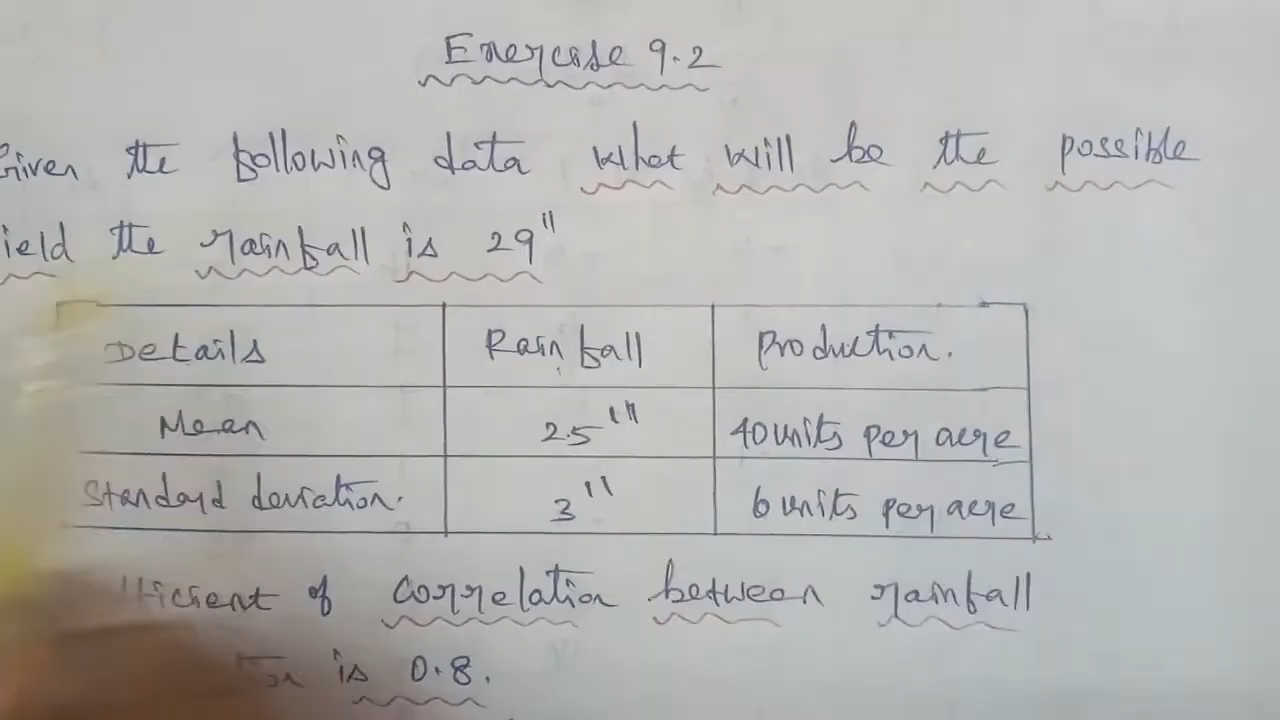 Exercise 9.2
Given the following data what will be the possible
ield the rainfall is 29"
Details Rainfall Production.
Mean 2.5" 40 units per acre
Standard deviation. 3" 6 units per acre
fficient of correlation between rainfall
is 0.8.